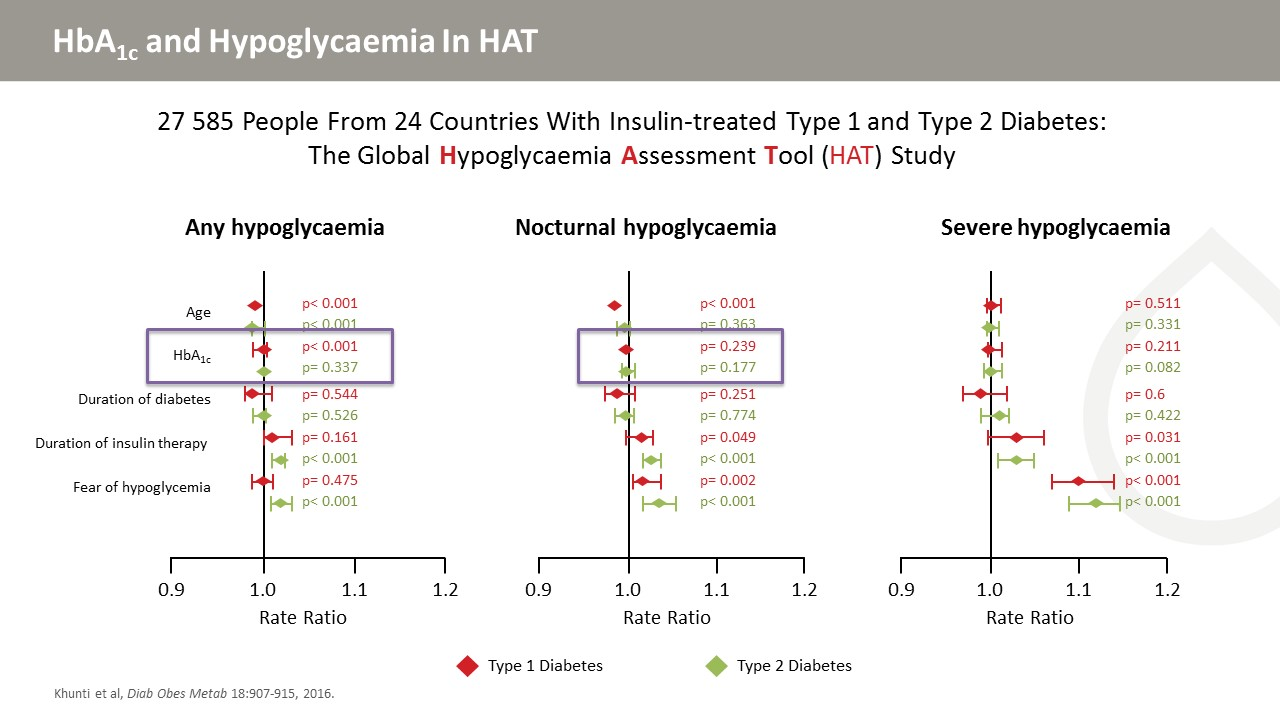 HbA1c and Hypoglycaemia In HAT
27 585 People From 24 Countries With Insulin-treated Type 1 and Type 2 Diabetes:
The Global Hypoglycaemia Assessment Tool (HAT) Study
Any hypoglycaemia
Age
p< 0.001
p< 0.001
HbA1c
p< 0.001
p= 0.337
Duration of diabetes
p= 0.544
p= 0.526
Duration of insulin therapy
p= 0.161
p< 0.001
Fear of hypoglycemia
p= 0.475
p< 0.001
0.9 1.0 1.1 1.2
Rate Ratio
Nocturnal hypoglycaemia
p< 0.001
p= 0.363
p= 0.239
p= 0.177
p= 0.251
p= 0.774
p= 0.049
p< 0.001
p= 0.002
p< 0.001
0.9 1.0 1.1 1.2
Rate Ratio
Severe hypoglycaemia
p= 0.511
p= 0.331
p= 0.211
p= 0.082
p= 0.6
p= 0.422
p= 0.031
p< 0.001
p< 0.001
p< 0.001
0.9 1.0 1.1 1.2
Rate Ratio
Type 1 Diabetes
Type 2 Diabetes
Khunti et al, Diab Obes Metab 18:907-915, 2016.